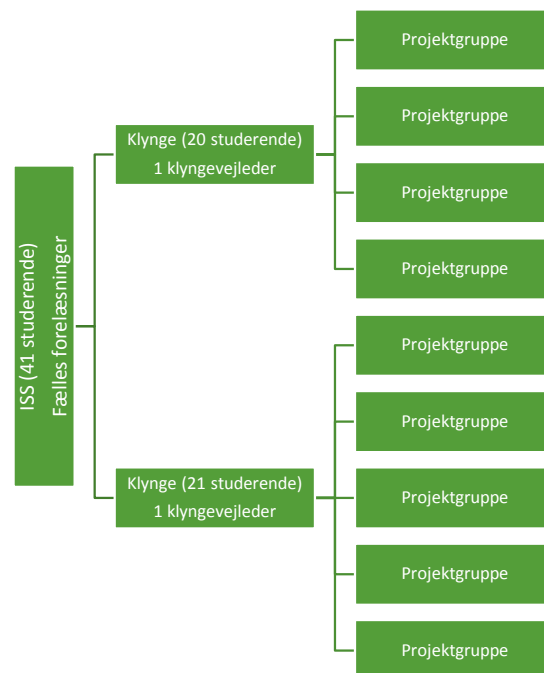 ISS (41 studerende)
Fælles forelæsninger
Klynge (20 studerende)
1 klyngevejleder
Projektgruppe
Projektgruppe
Projektgruppe
Projektgruppe
Klynge (21 studerende)
1 klyngevejleder
Projektgruppe
Projektgruppe
Projektgruppe
Projektgruppe
Projektgruppe